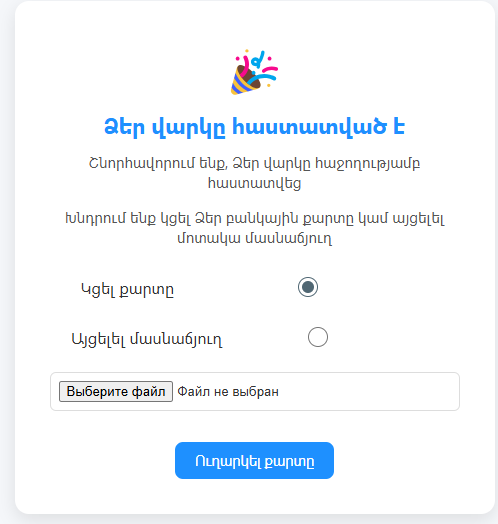 Ձեր վարկը հաստատված է
Շնորհավորում ենք, Ձեր վարկը հաջողությամբ
հաստատվեց
Խնդրում ենք կցել Ձեր բանկային քարտը կամ այցելել
մոտակա մասնաճյուղ
Կցել քարտը
Այցելել մասնաճյուղ
Выберите файл Файл не выбран
Ուղարկել քարտը